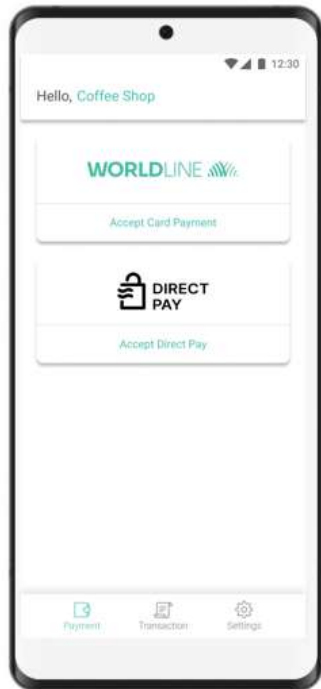 12:30
Hello, Coffee Shop
WORLDLINE
Accept Card Payment
DIRECT
PAY
Accept Direct Pay
Payment
Transaction
Settings